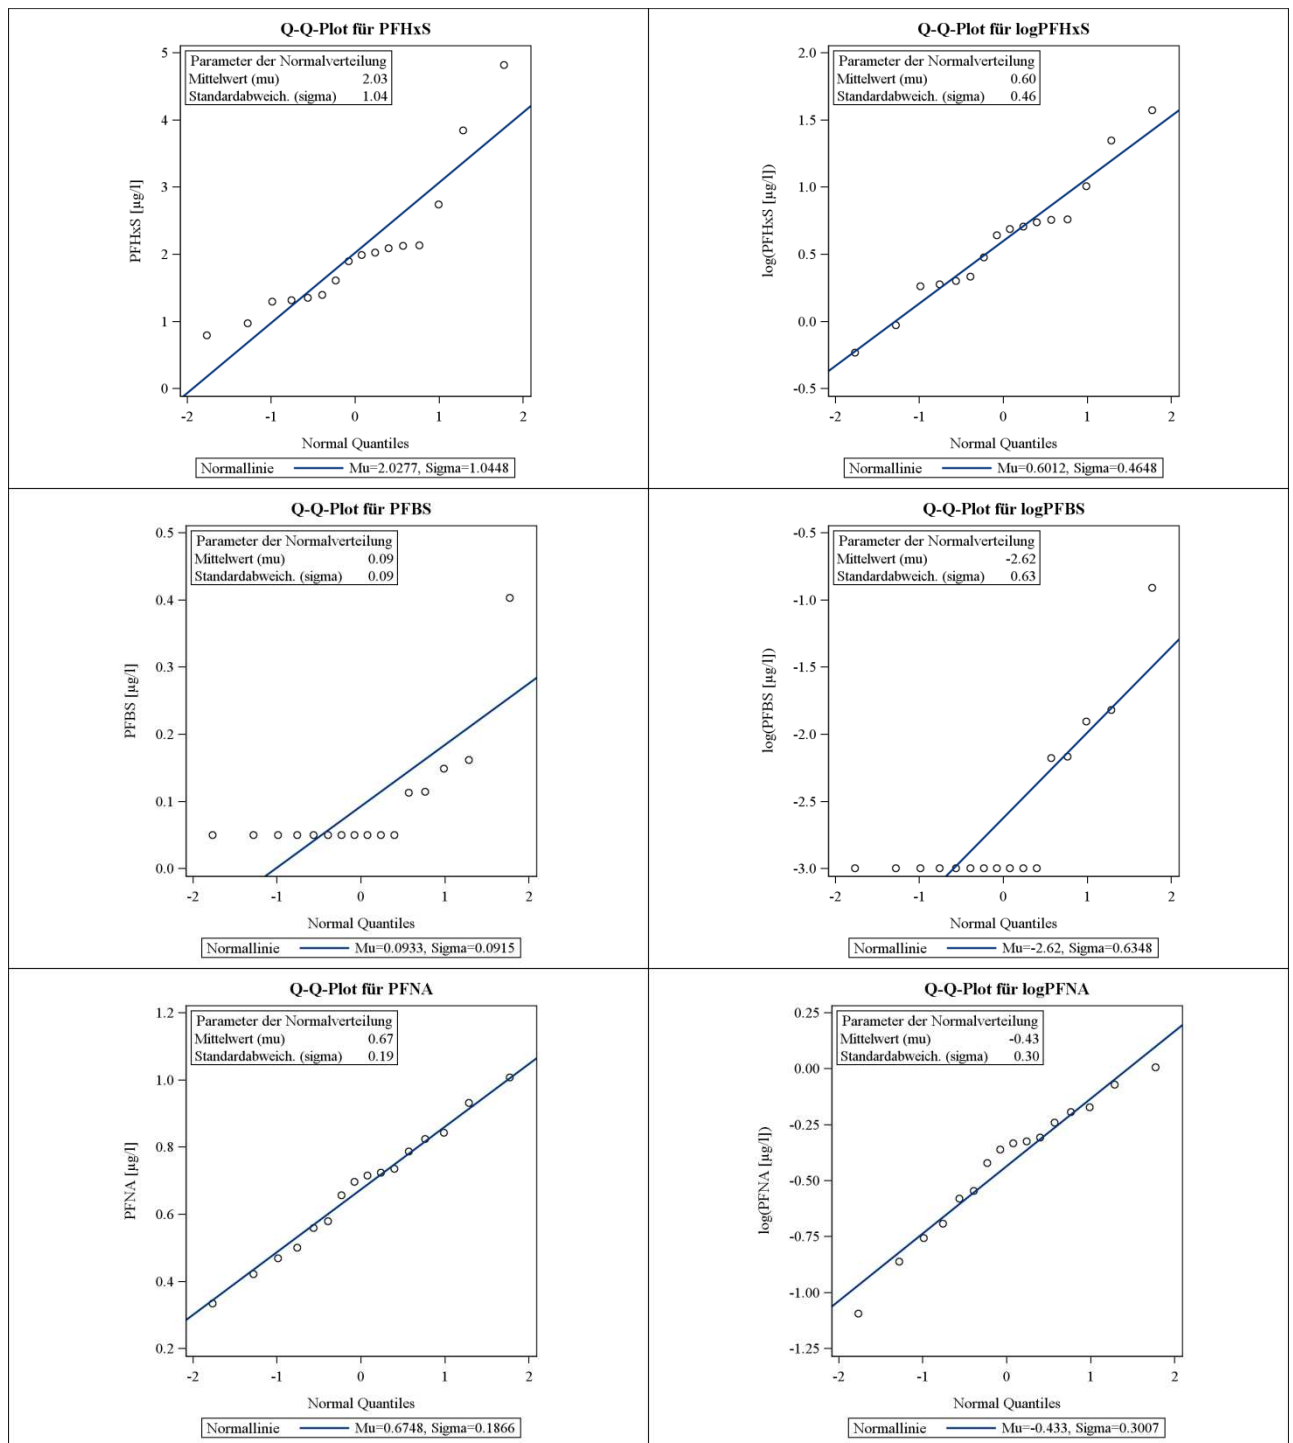 Q-Q-Plot für PFHxS
Parameter der Normalverteilung
Mittelwert (mu) 2.03
Standardabweich. (sigma) 1.04
5
4
3
2
1
0
PFHxS [µg/l]
-2 -1 0 1 2
Normal Quantiles
Normallinie Mu=2.0277, Sigma=1.0448
Q-Q-Plot für logPFHxS
Parameter der Normalverteilung
Mittelwert (mu) 0.60
Standardabweich. (sigma) 0.46
2.0
1.5
1.0
0.5
0.0
-0.5
log(PFHxS [µg/l])
-2 -1 0 1 2
Normal Quantiles
Normallinie Mu=0.6012, Sigma=0.4648
Q-Q-Plot für PFBS
Parameter der Normalverteilung
Mittelwert (mu) 0.09
Standardabweich. (sigma) 0.09
0.5
0.4
0.3
0.2
0.1
0.0
PFBS [µg/l]
-2 -1 0 1 2
Normal Quantiles
Normallinie Mu=0.0933, Sigma=0.0915
Q-Q-Plot für logPFBS
Parameter der Normalverteilung
Mittelwert (mu) -2.62
Standardabweich. (sigma) 0.63
-0.5
-1.0
-1.5
-2.0
-2.5
-3.0
log(PFBS [µg/l])
-2 -1 0 1 2
Normal Quantiles
Normallinie Mu=-2.62, Sigma=0.6348
Q-Q-Plot für PFNA
Parameter der Normalverteilung
Mittelwert (mu) 0.67
Standardabweich. (sigma) 0.19
1.2
1.0
0.8
0.6
0.4
0.2
PFNA [µg/l]
-2 -1 0 1 2
Normal Quantiles
Normallinie Mu=0.6748, Sigma=0.1866
Q-Q-Plot für logPFNA
Parameter der Normalverteilung
Mittelwert (mu) -0.43
Standardabweich. (sigma) 0.30
0.25
0.00
-0.25
-0.50
-0.75
-1.00
-1.25
log(PFNA [µg/l])
-2 -1 0 1 2
Normal Quantiles
Normallinie Mu=-0.433, Sigma=0.3007